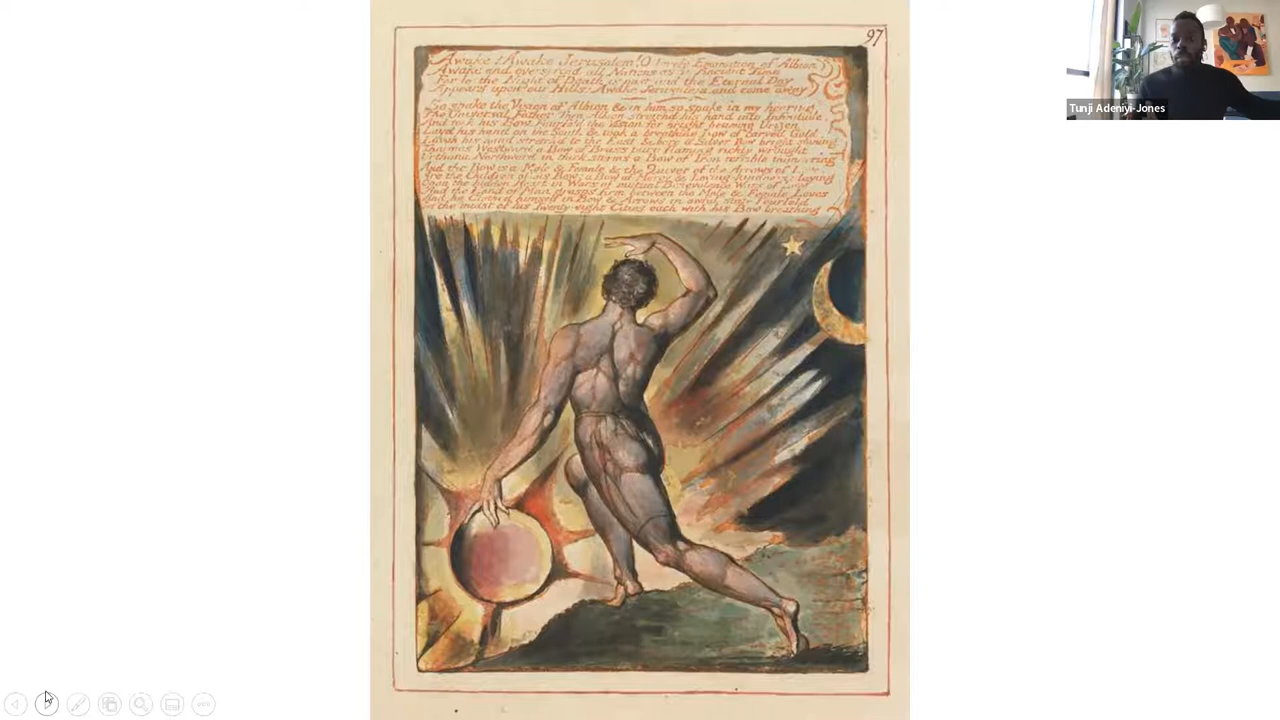 97
Awake! Awake Jerusalem! O lovely Emanation of Albion
Awake and overspread all Nations as in Ancient Time
For lo! the Night of Death is past and the Eternal Day
Appears upon our Hills: Awake Jerusalem, and come away
So spake the Vision of Albion & in him so spake in my hearing
The Universal Father. Then Albion stretchd his hand into Infinitude.
And took his Bow. Fourfold the Vision for bright beaming Urizen
Layd his hand on the South & took a breathing Bow of carved Gold
Luvah his hand stretch'd to the East & bore a Silver Bow bright shining
Tharmas Westward a Bow of Brass pure flaming richly wrought
Urthona Northward in thick storms a Bow of Iron terrible thundering
And the Bow is a Male & Female & the Quiver of the Arrows of
Are the Children of this Bow: a Bow of Mercy & Loving-kindness: laying
Open the hidden Heart in Wars of mutual Benevolence Wars of
And the Hand of Man grasps firm between the Male & Female Loves
And he Clothed himself in Bow & Arrows in awful state Fourfold
In the midst of his Twenty-eight Cities each with his Bow breathing
Tunji Adeniyi-Jones